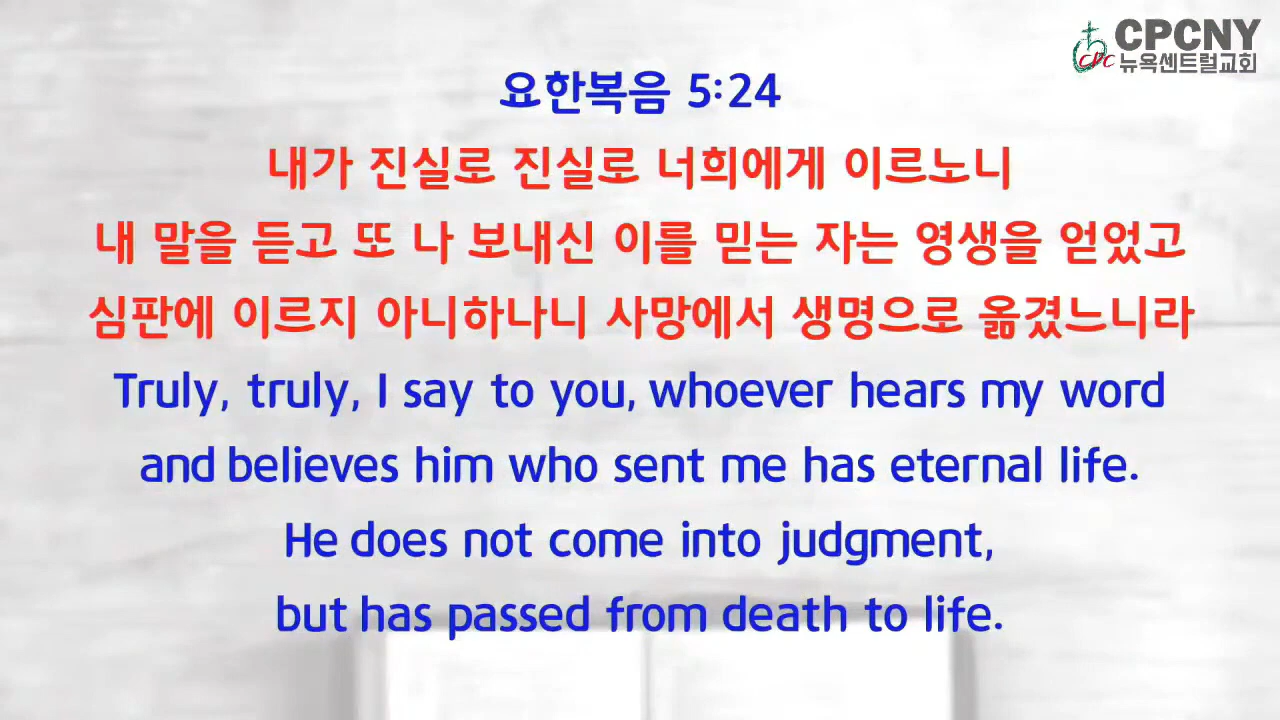 CPCNY
CPC
뉴욕센트럴교회
요한복음 5:24
내가 진실로 진실로 너희에게 이르노니
내 말을 듣고 또 나 보내신 이를 믿는 자는 영생을 얻었고
심판에 이르지 아니하나니 사망에서 생명으로 옮겼느니라
Truly, truly, I say to you, whoever hears my word
and believes him who sent me has eternal life.
He does not come into judgment,
but has passed from death to life.